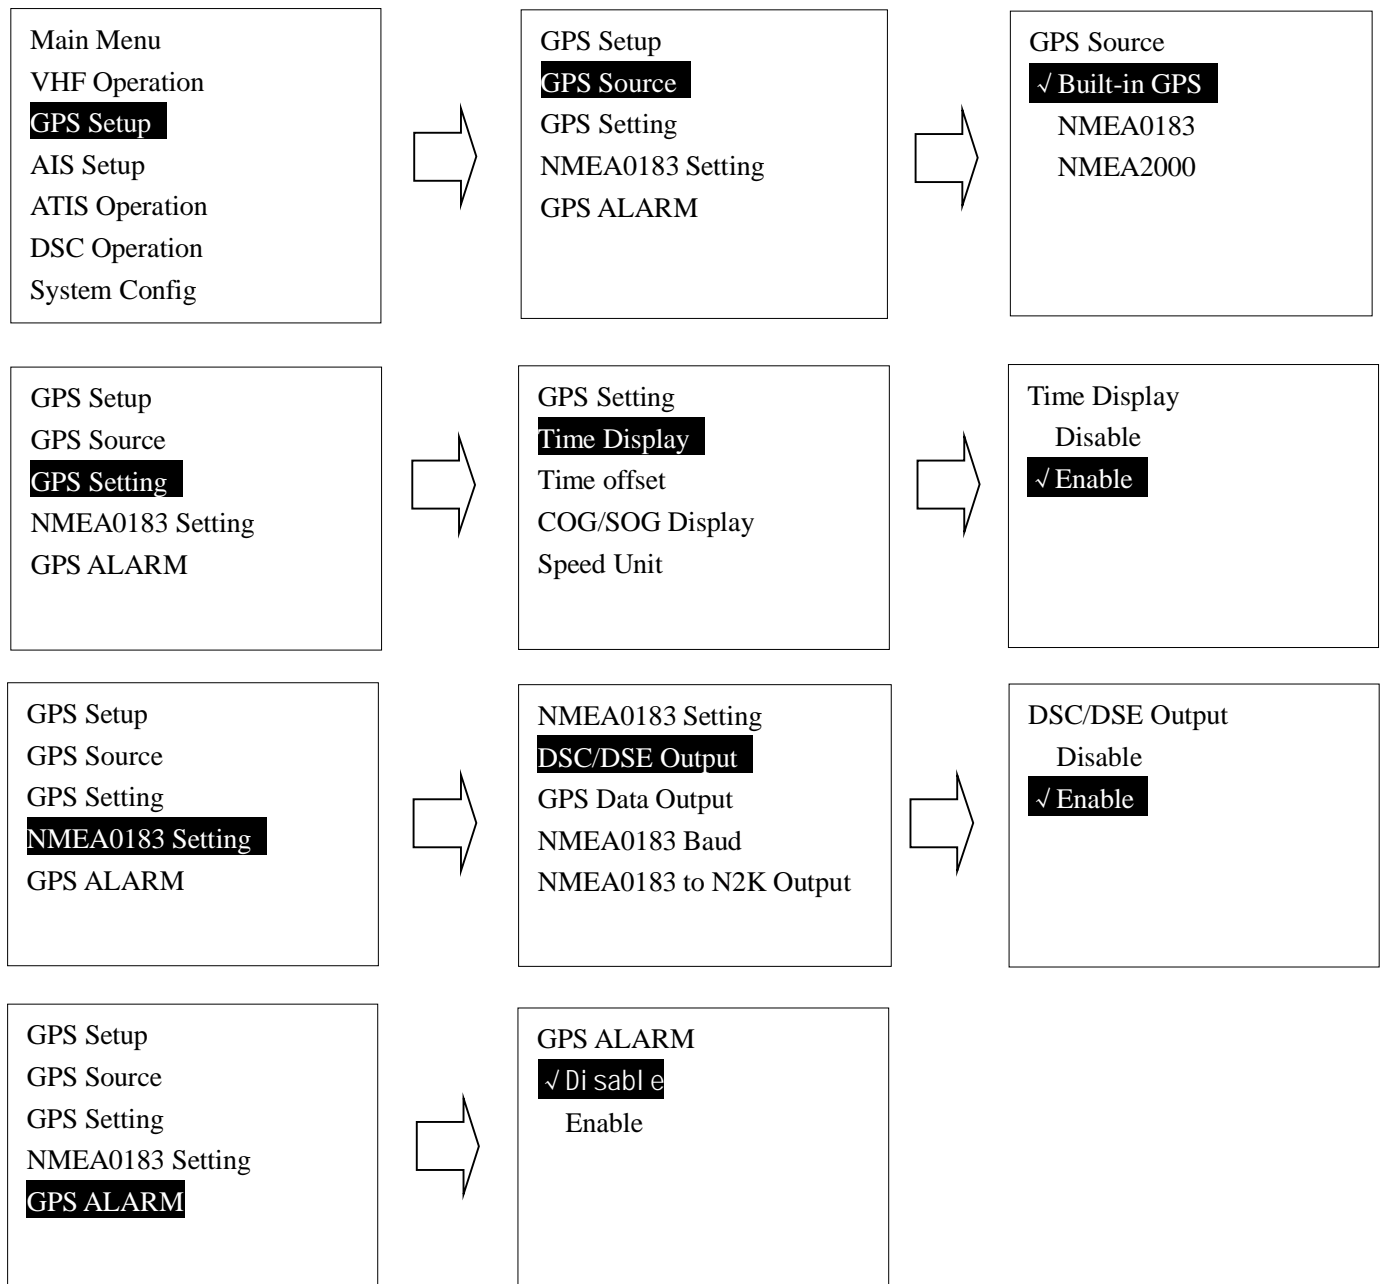 Main Menu
VHF Operation
GPS Setup
AIS Setup
ATIS Operation
DSC Operation
System Config
GPS Setup
GPS Source
GPS Setting
NMEA0183 Setting
GPS ALARM
GPS Source
√ Built-in GPS
NMEA0183
NMEA2000
GPS Setup
GPS Source
GPS Setting
NMEA0183 Setting
GPS ALARM
GPS Setting
Time Display
Time offset
COG/SOG Display
Speed Unit
Time Display
Disable
√ Enable
GPS Setup
GPS Source
GPS Setting
NMEA0183 Setting
GPS ALARM
NMEA0183 Setting
DSC/DSE Output
GPS Data Output
NMEA0183 Baud
NMEA0183 to N2K Output
DSC/DSE Output
Disable
√ Enable
GPS Setup
GPS Source
GPS Setting
NMEA0183 Setting
GPS ALARM
GPS ALARM
√ Disable
Enable